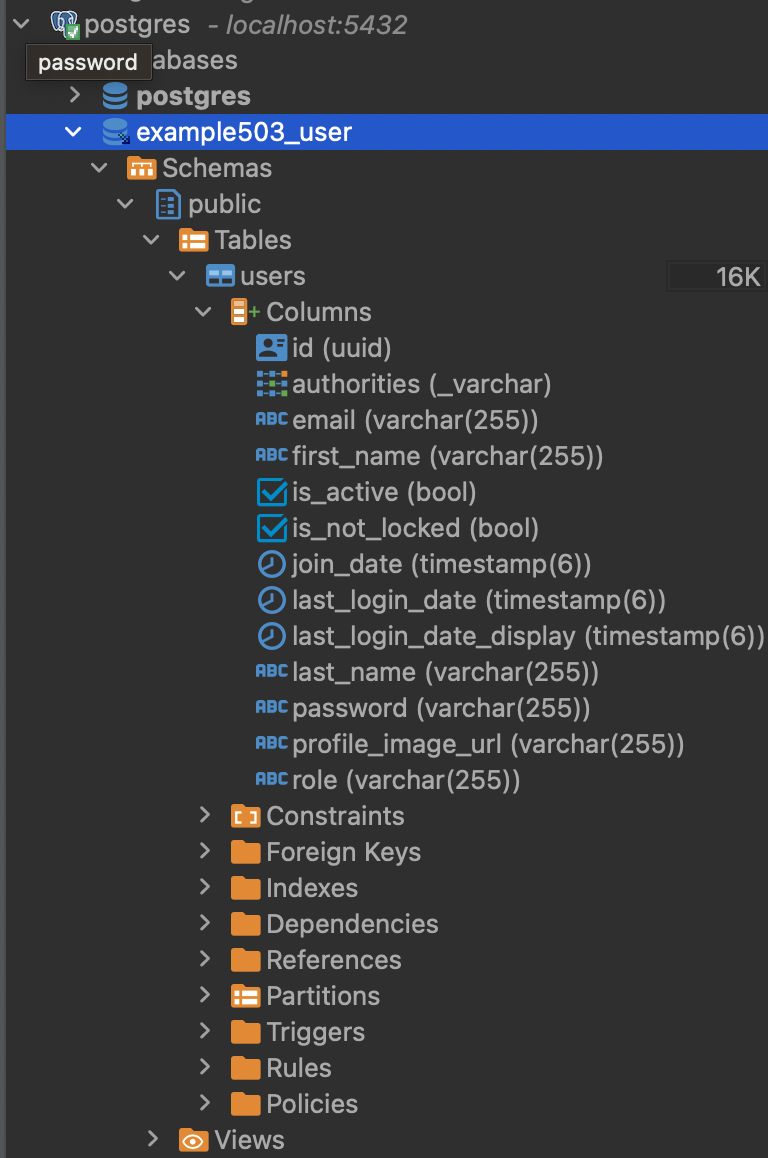 postgres - localhost:5432
password
abases
postgres
example503_user
Schemas
public
Tables
users 16K
Columns
id (uuid)
authorities (_varchar)
ABC email (varchar(255))
ABC first_name (varchar(255))
is_active (bool)
is_not_locked (bool)
join_date (timestamp(6))
last_login_date (timestamp(6))
last_login_date_display (timestamp(6))
ABC last_name (varchar(255))
ABC password (varchar(255))
ABC profile_image_url (varchar(255))
ABC role (varchar(255))
Constraints
Foreign Keys
Indexes
Dependencies
References
Partitions
Triggers
Rules
Policies
Views